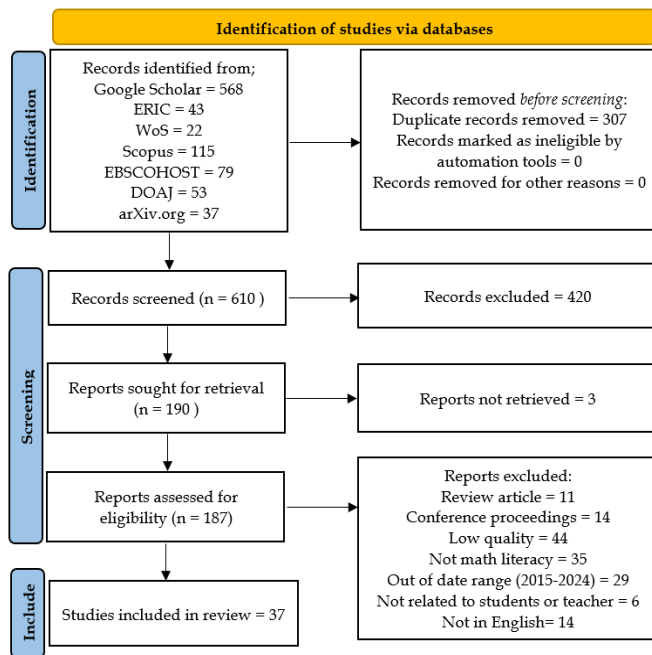 Identification of studies via databases
Identification
Records identified from;
Google Scholar = 568
ERIC = 43
WoS = 22
Scopus = 115
EBSCOHOST = 79
DOAJ = 53
arXiv.org = 37
Records removed before screening:
Duplicate records removed = 307
Records marked as ineligible by
automation tools = 0
Records removed for other reasons = 0
Screening
Records screened (n = 610 )
Records excluded = 420
Reports sought for retrieval
(n = 190 )
Reports not retrieved = 3
Reports assessed for
eligibility (n = 187)
Reports excluded:
Review article = 11
Conference proceedings = 14
Low quality = 44
Not math literacy = 35
Out of date range (2015-2024) = 29
Not related to students or teacher = 6
Not in English= 14
Include
Studies included in review = 37